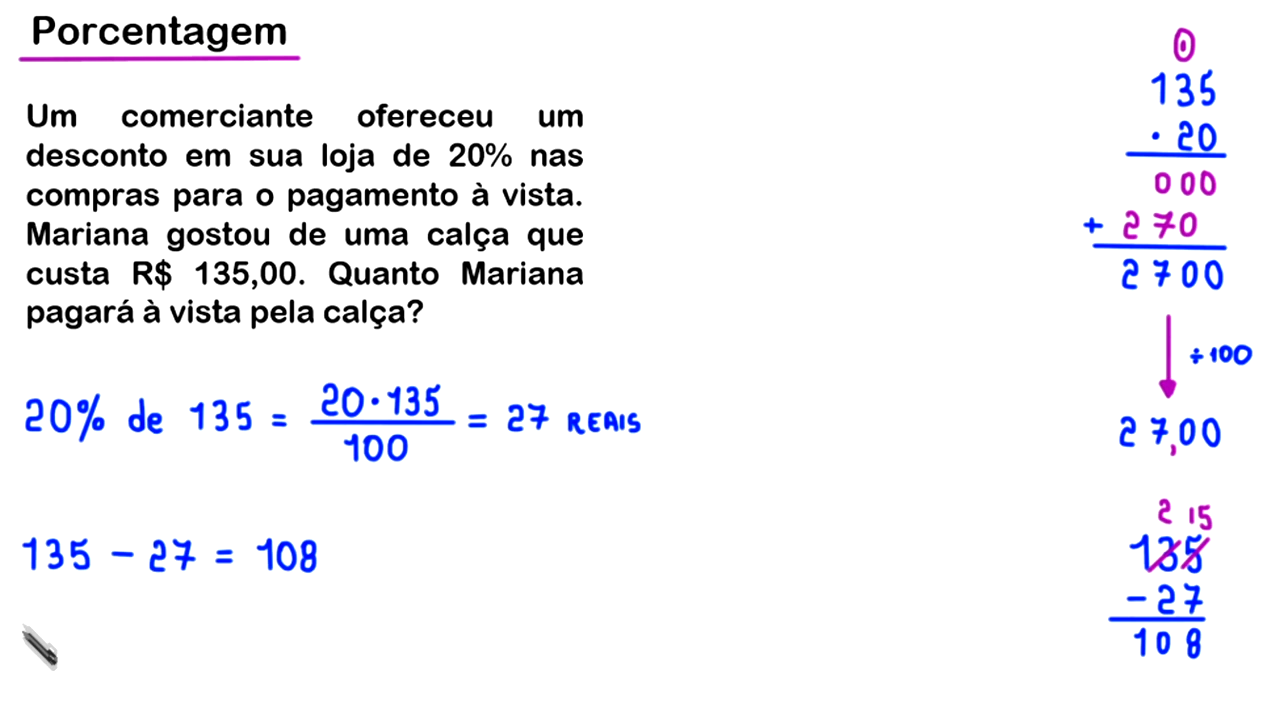 Porcentagem
Um comerciante ofereceu um
desconto em sua loja de 20% nas
compras para o pagamento à vista.
Mariana gostou de uma calça que
custa R$ 135,00. Quanto Mariana
pagará à vista pela calça?
20% de 135 = 20·135 = 27 REAIS
100
135 - 27 = 108
135
· 20
000
+ 270
2700
÷100
27,00
2 15
135
- 27
108